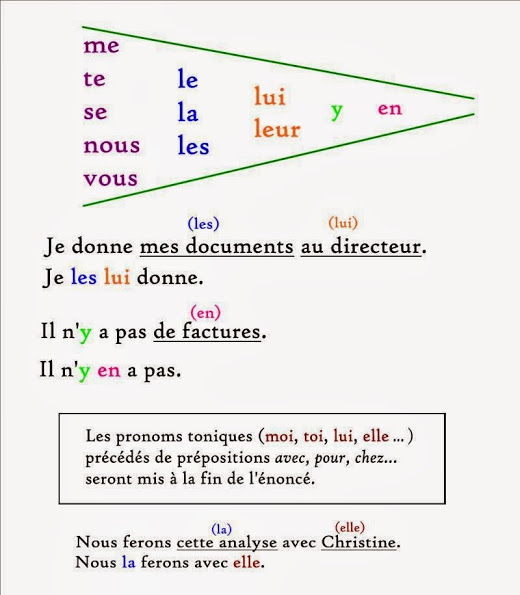 me
te le
se la lui leur y en
nous les
vous
(les) (lui)
Je donne mes documents au directeur.
Je les lui donne.
(en)
Il n'y a pas de factures.
Il n'y en a pas.
Les pronoms toniques (moi, toi, lui, elle ... )
précédés de prépositions avec, pour, chez...
seront mis à la fin de l'énoncé.
(la) (elle)
Nous ferons cette analyse avec Christine.
Nous la ferons avec elle.